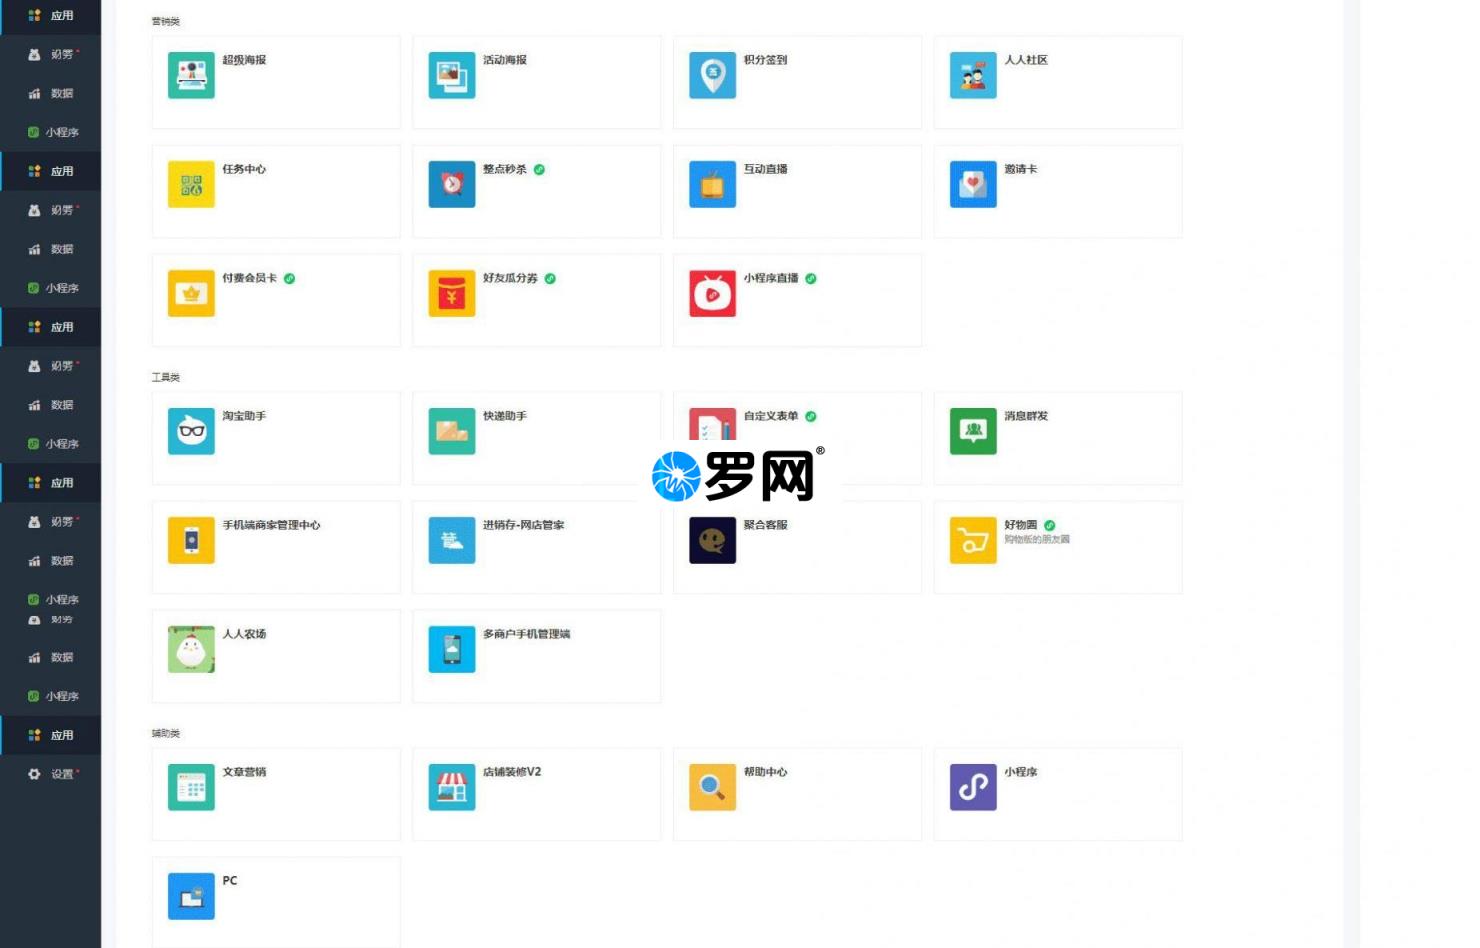 应用
财务
数据
小程序
应用
财务
数据
小程序
应用
财务
数据
小程序
应用
财务
数据
小程序
财务
数据
小程序
应用
设置
营销类
超级海报
活动海报
积分签到
人人社区
任务中心
整点秒杀
互动直播
邀请卡
付费会员卡
好友瓜分券
小程序直播
工具类
淘宝助手
快递助手
自定义表单
消息群发
罗网®
手机端商家管理中心
进销存-网店管家
聚合客服
好物圈
购物版的朋友圈
人人农场
多商户手机管理端
辅助类
文章营销
店铺装修V2
帮助中心
小程序
PC